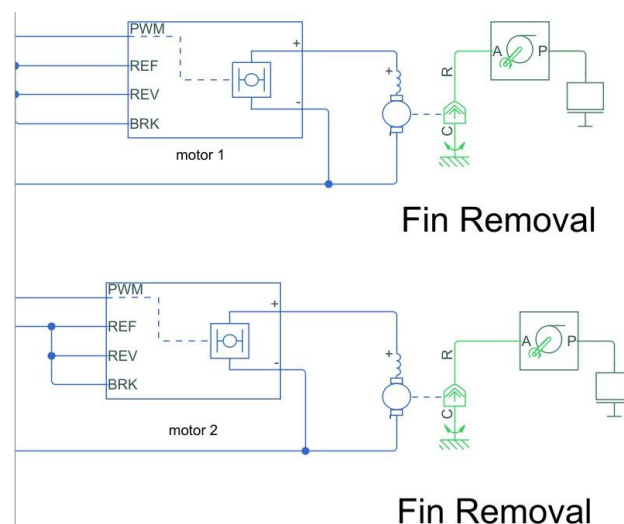 PWM
+
REF
REV
-
BRK
motor 1
+
-
R
C
A
P
Fin Removal
PWM
+
REF
REV
-
BRK
motor 2
+
-
R
C
A
P
Fin Removal